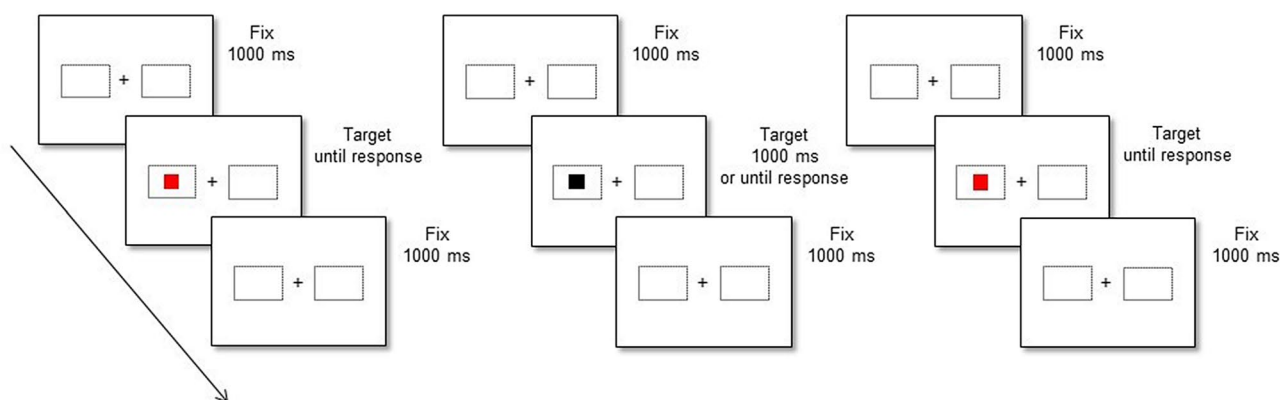 Fix
1000 ms
+
Target
until response
+
Fix
1000 ms
+
Fix
1000 ms
+
Target
1000 ms
or until response
+
Fix
1000 ms
+
Fix
1000 ms
+
Target
until response
+
Fix
1000 ms
+